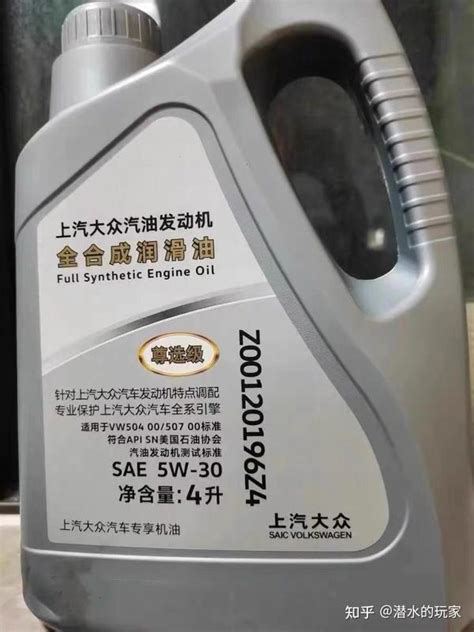 上汽大众汽油发动机
全合成润滑油
Full Synthetic Engine Oil
尊选级
针对上汽大众汽车发动机特点调配
专业保护上汽大众汽车全系引擎
适用于VW504 00/507 00标准
符合API SN美国石油协会
汽油发动机测试标准
SAE 5W-30
净含量:4升
上汽大众汽车专享机油
Z00120196Z4
上汽大众
SAIC VOLKSWAGEN
知乎 @潜水的玩家